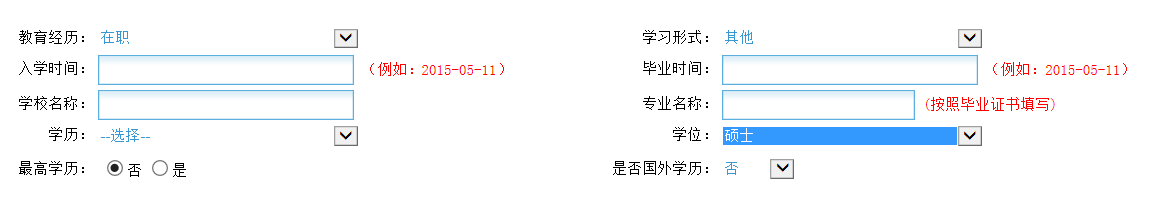 教育经历： 在职 学习形式： 其他
入学时间： （例如：2015-05-11） 毕业时间： （例如：2015-05-11）
学校名称： 专业名称： (按照毕业证书填写)
学历： --选择-- 学位： 硕士
最高学历： 否 是 是否国外学历： 否